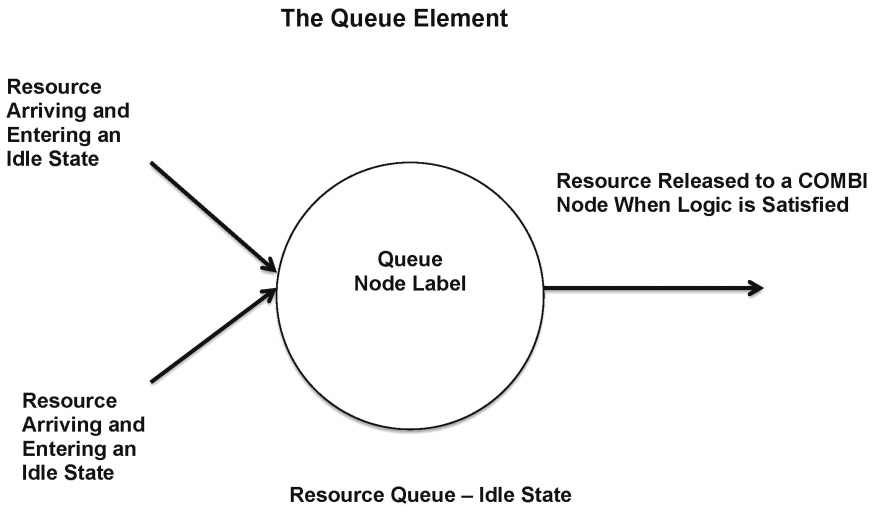 The Queue Element
Resource
Arriving and
Entering an
Idle State
Resource Released to a COMBI
Node When Logic is Satisfied
Queue
Node Label
Resource
Arriving and
Entering an
Idle State
Resource Queue – Idle State